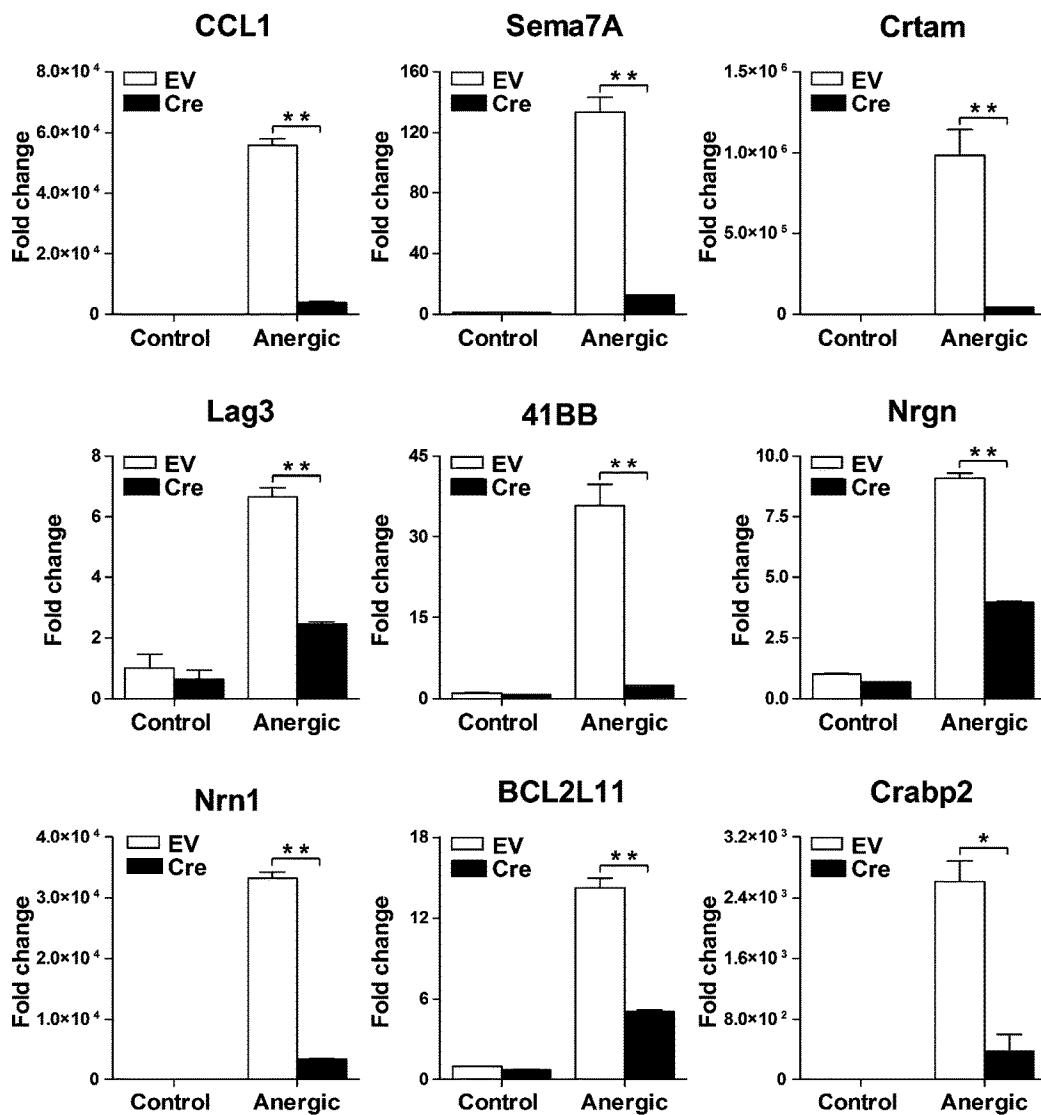 CCL1
8.0×10⁴
6.0×10⁴
4.0×10⁴
2.0×10⁴
0
Fold change
EV
Cre
**
Control Anergic
Sema7A
160
120
80
40
0
Fold change
EV
Cre
**
Control Anergic
Crtam
1.5×10⁶
1.0×10⁶
5.0×10⁵
0
Fold change
EV
Cre
**
Control Anergic
Lag3
8
6
4
2
0
Fold change
EV
Cre
**
Control Anergic
41BB
45
30
15
0
Fold change
EV
Cre
**
Control Anergic
Nrgn
10.0
7.5
5.0
2.5
0.0
Fold change
EV
Cre
**
Control Anergic
Nrn1
4.0×10⁴
3.0×10⁴
2.0×10⁴
1.0×10⁴
0
Fold change
EV
Cre
**
Control Anergic
BCL2L11
18
12
6
0
Fold change
EV
Cre
**
Control Anergic
Crabp2
3.2×10³
2.4×10³
1.6×10³
8.0×10²
0
Fold change
EV
Cre
*
Control Anergic